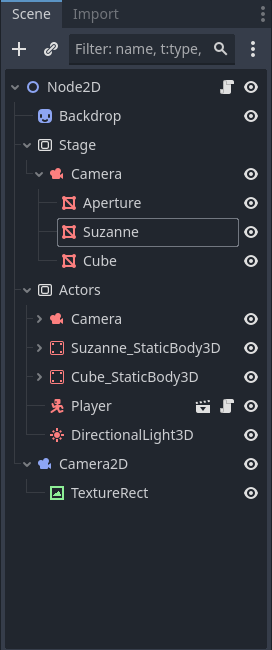 Scene Import
Filter: name, t:type,
Node2D
Backdrop
Stage
Camera
Aperture
Suzanne
Cube
Actors
Camera
Suzanne_StaticBody3D
Cube_StaticBody3D
Player
DirectionalLight3D
Camera2D
TextureRect